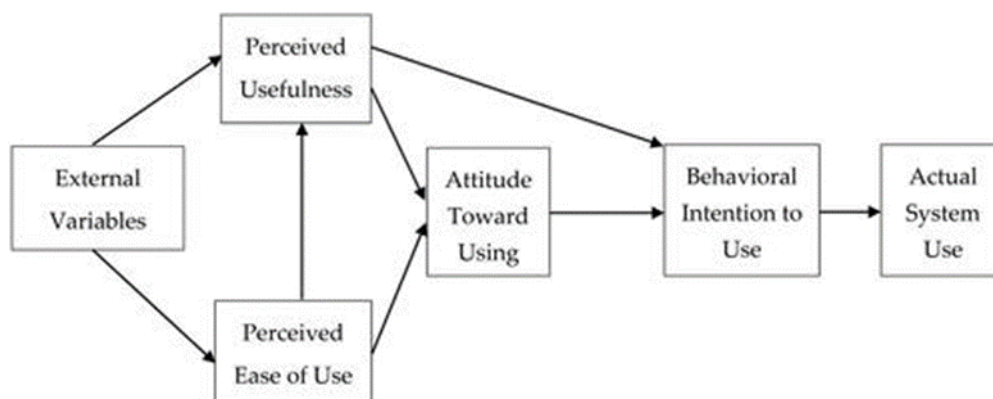 Perceived
Usefulness
External
Variables
Attitude
Toward
Using
Behavioral
Intention to
Use
Actual
System
Use
Perceived
Ease of Use